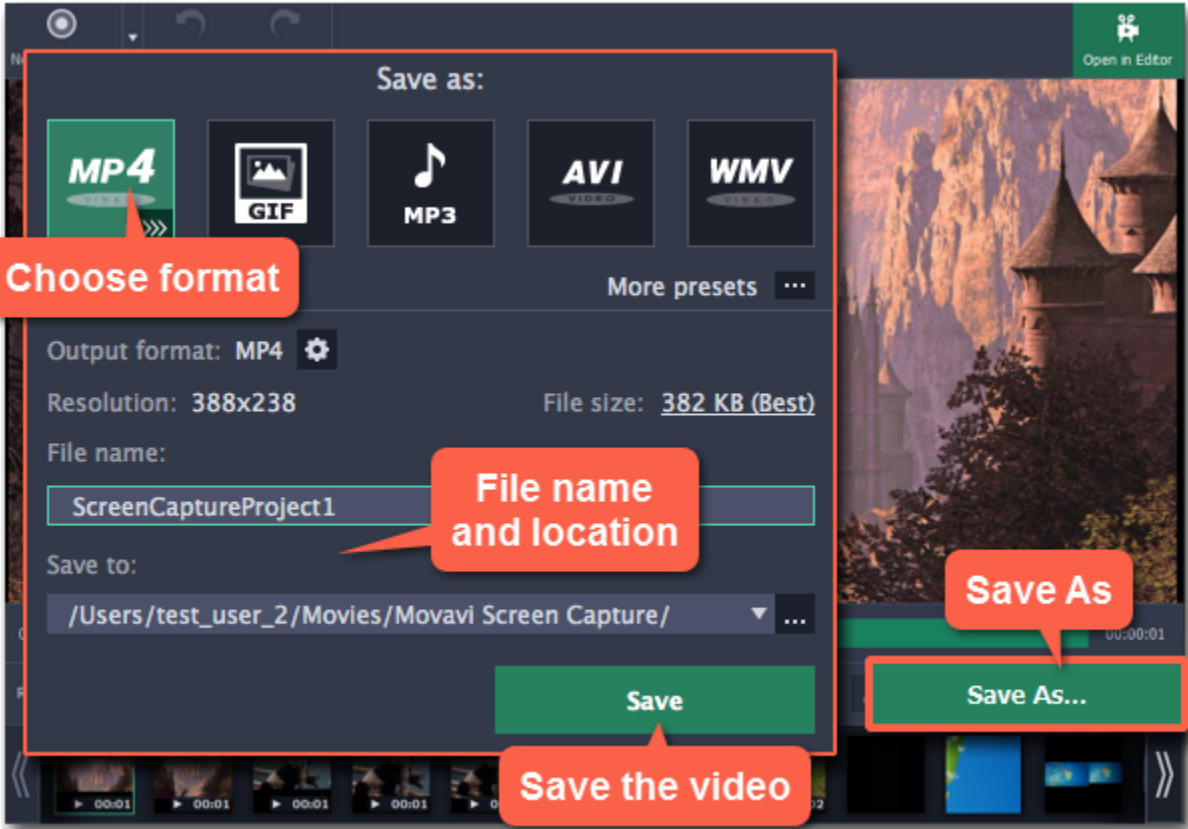 Open in Editor
Save as:
MP4
VIDEO
GIF
MP3
AVI
VIDEO
WMV
VIDEO
Choose format
More presets ...
Output format: MP4
Resolution: 388x238
File size: 382 KB (Best)
File name:
File name
and location
ScreenCaptureProject1
Save to:
/Users/test_user_2/Movies/Movavi Screen Capture/ ...
Save As
00:00:01
Save As...
Save
Save the video
00:01
00:01
00:01
00:01